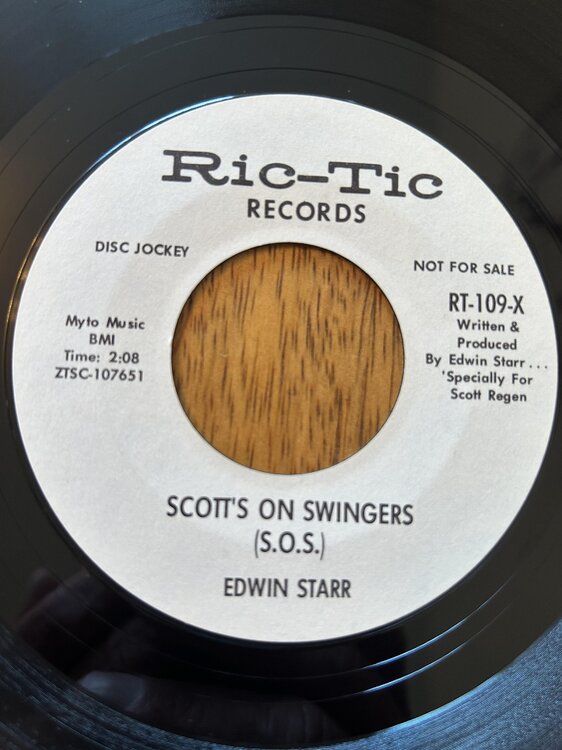 Ric-Tic
RECORDS
DISC JOCKEY
NOT FOR SALE
Myto Music
BMI
Time: 2:08
ZTSC-107651
RT-109-X
Written &
Produced
By Edwin Starr...
'Specially For
Scott Regen
SCOTT'S ON SWINGERS
(S.O.S.)
EDWIN STARR